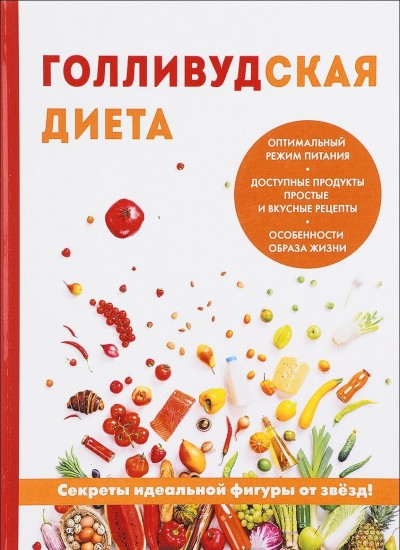 ГОЛЛИВУДСКАЯ
ДИЕТА
ОПТИМАЛЬНЫЙ
РЕЖИМ ПИТАНИЯ
•
ДОСТУПНЫЕ ПРОДУКТЫ
ПРОСТЫЕ
И ВКУСНЫЕ РЕЦЕПТЫ
•
ОСОБЕННОСТИ
ОБРАЗА ЖИЗНИ
Секреты идеальной фигуры от звёзд!